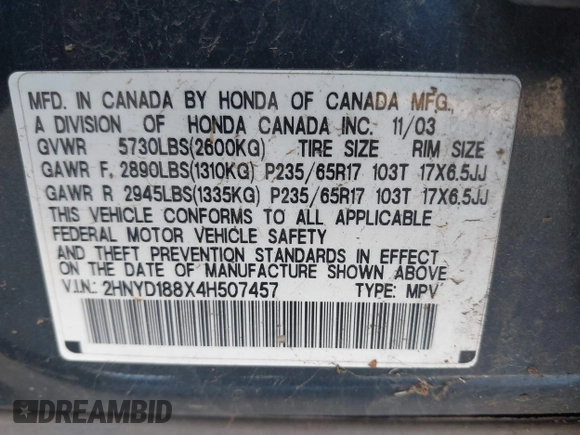 MFD. IN CANADA BY HONDA OF CANADA MFG.,
A DIVISION OF HONDA CANADA INC. 11/03
GVWR 5730LBS(2600KG) TIRE SIZE RIM SIZE
GAWR F, 2890LBS(1310KG) P235/65R17 103T 17X6.5JJ
GAWR R 2945LBS(1335KG) P235/65R17 103T 17X6.5JJ
THIS VEHICLE CONFORMS TO ALL APPLICABLE
FEDERAL MOTOR VEHICLE SAFETY
AND THEFT PREVENTION STANDARDS IN EFFECT
ON THE DATE OF MANUFACTURE SHOWN ABOVE
V.I.N.: 2HNYD188X4H507457 TYPE: MPV
DREAMBID